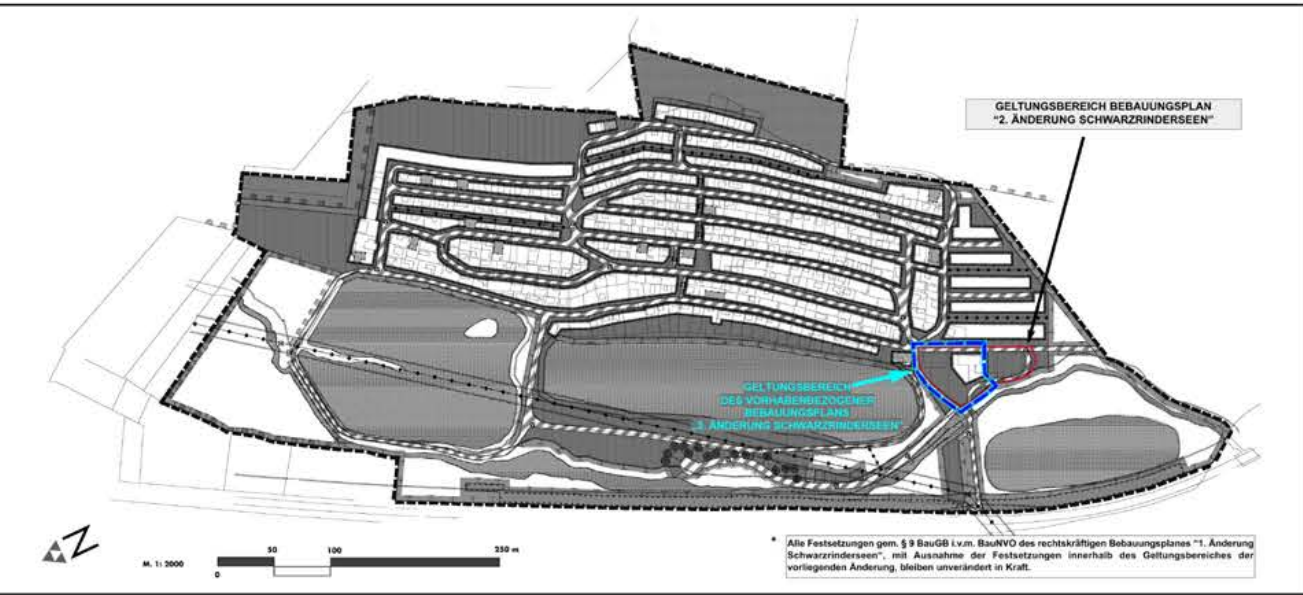 GELTUNGSBEREICH BEBAUUNGSPLAN
"2. ÄNDERUNG SCHWARZRINDERSEEN"
GELTUNGSBEREICH
DES VORHABENBEZOGENER
BEBAUUNGSPLANS
"3. ÄNDERUNG SCHWARZRINDERSEEN"
N
M. 1: 2000
0
50
100
250 m
* Alle Festsetzungen gem. § 9 BauGB i.v.m. BauNVO des rechtskräftigen Bebauungsplanes "1. Änderung
Schwarzrinderseen", mit Ausnahme der Festsetzungen innerhalb des Geltungsbereiches der
vorliegenden Änderung, bleiben unverändert in Kraft.